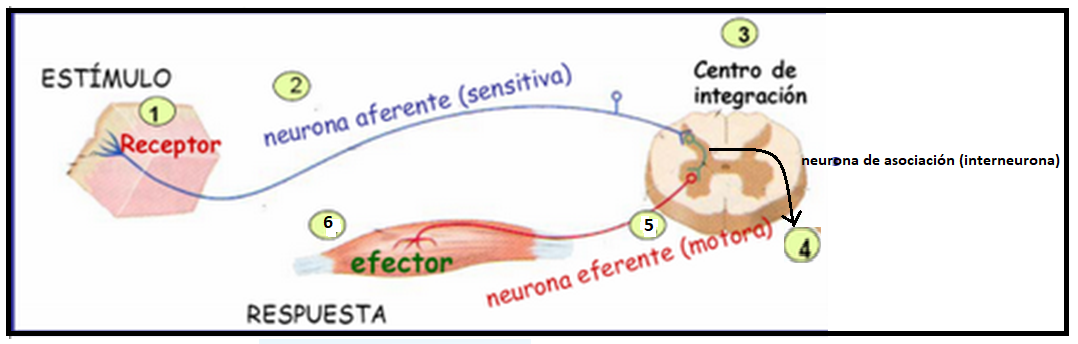 3
ESTÍMULO
2
Centro de
integración
1
neurona aferente (sensitiva)
Receptor
neurona de asociación (interneurona)
6
5
4
efector
neurona eferente (motora)
RESPUESTA